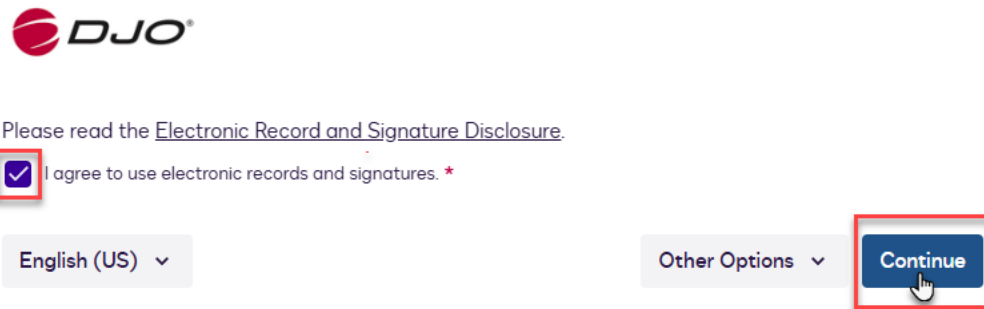 DJO®
Please read the Electronic Record and Signature Disclosure.
I agree to use electronic records and signatures. *
English (US)
Other Options
Continue